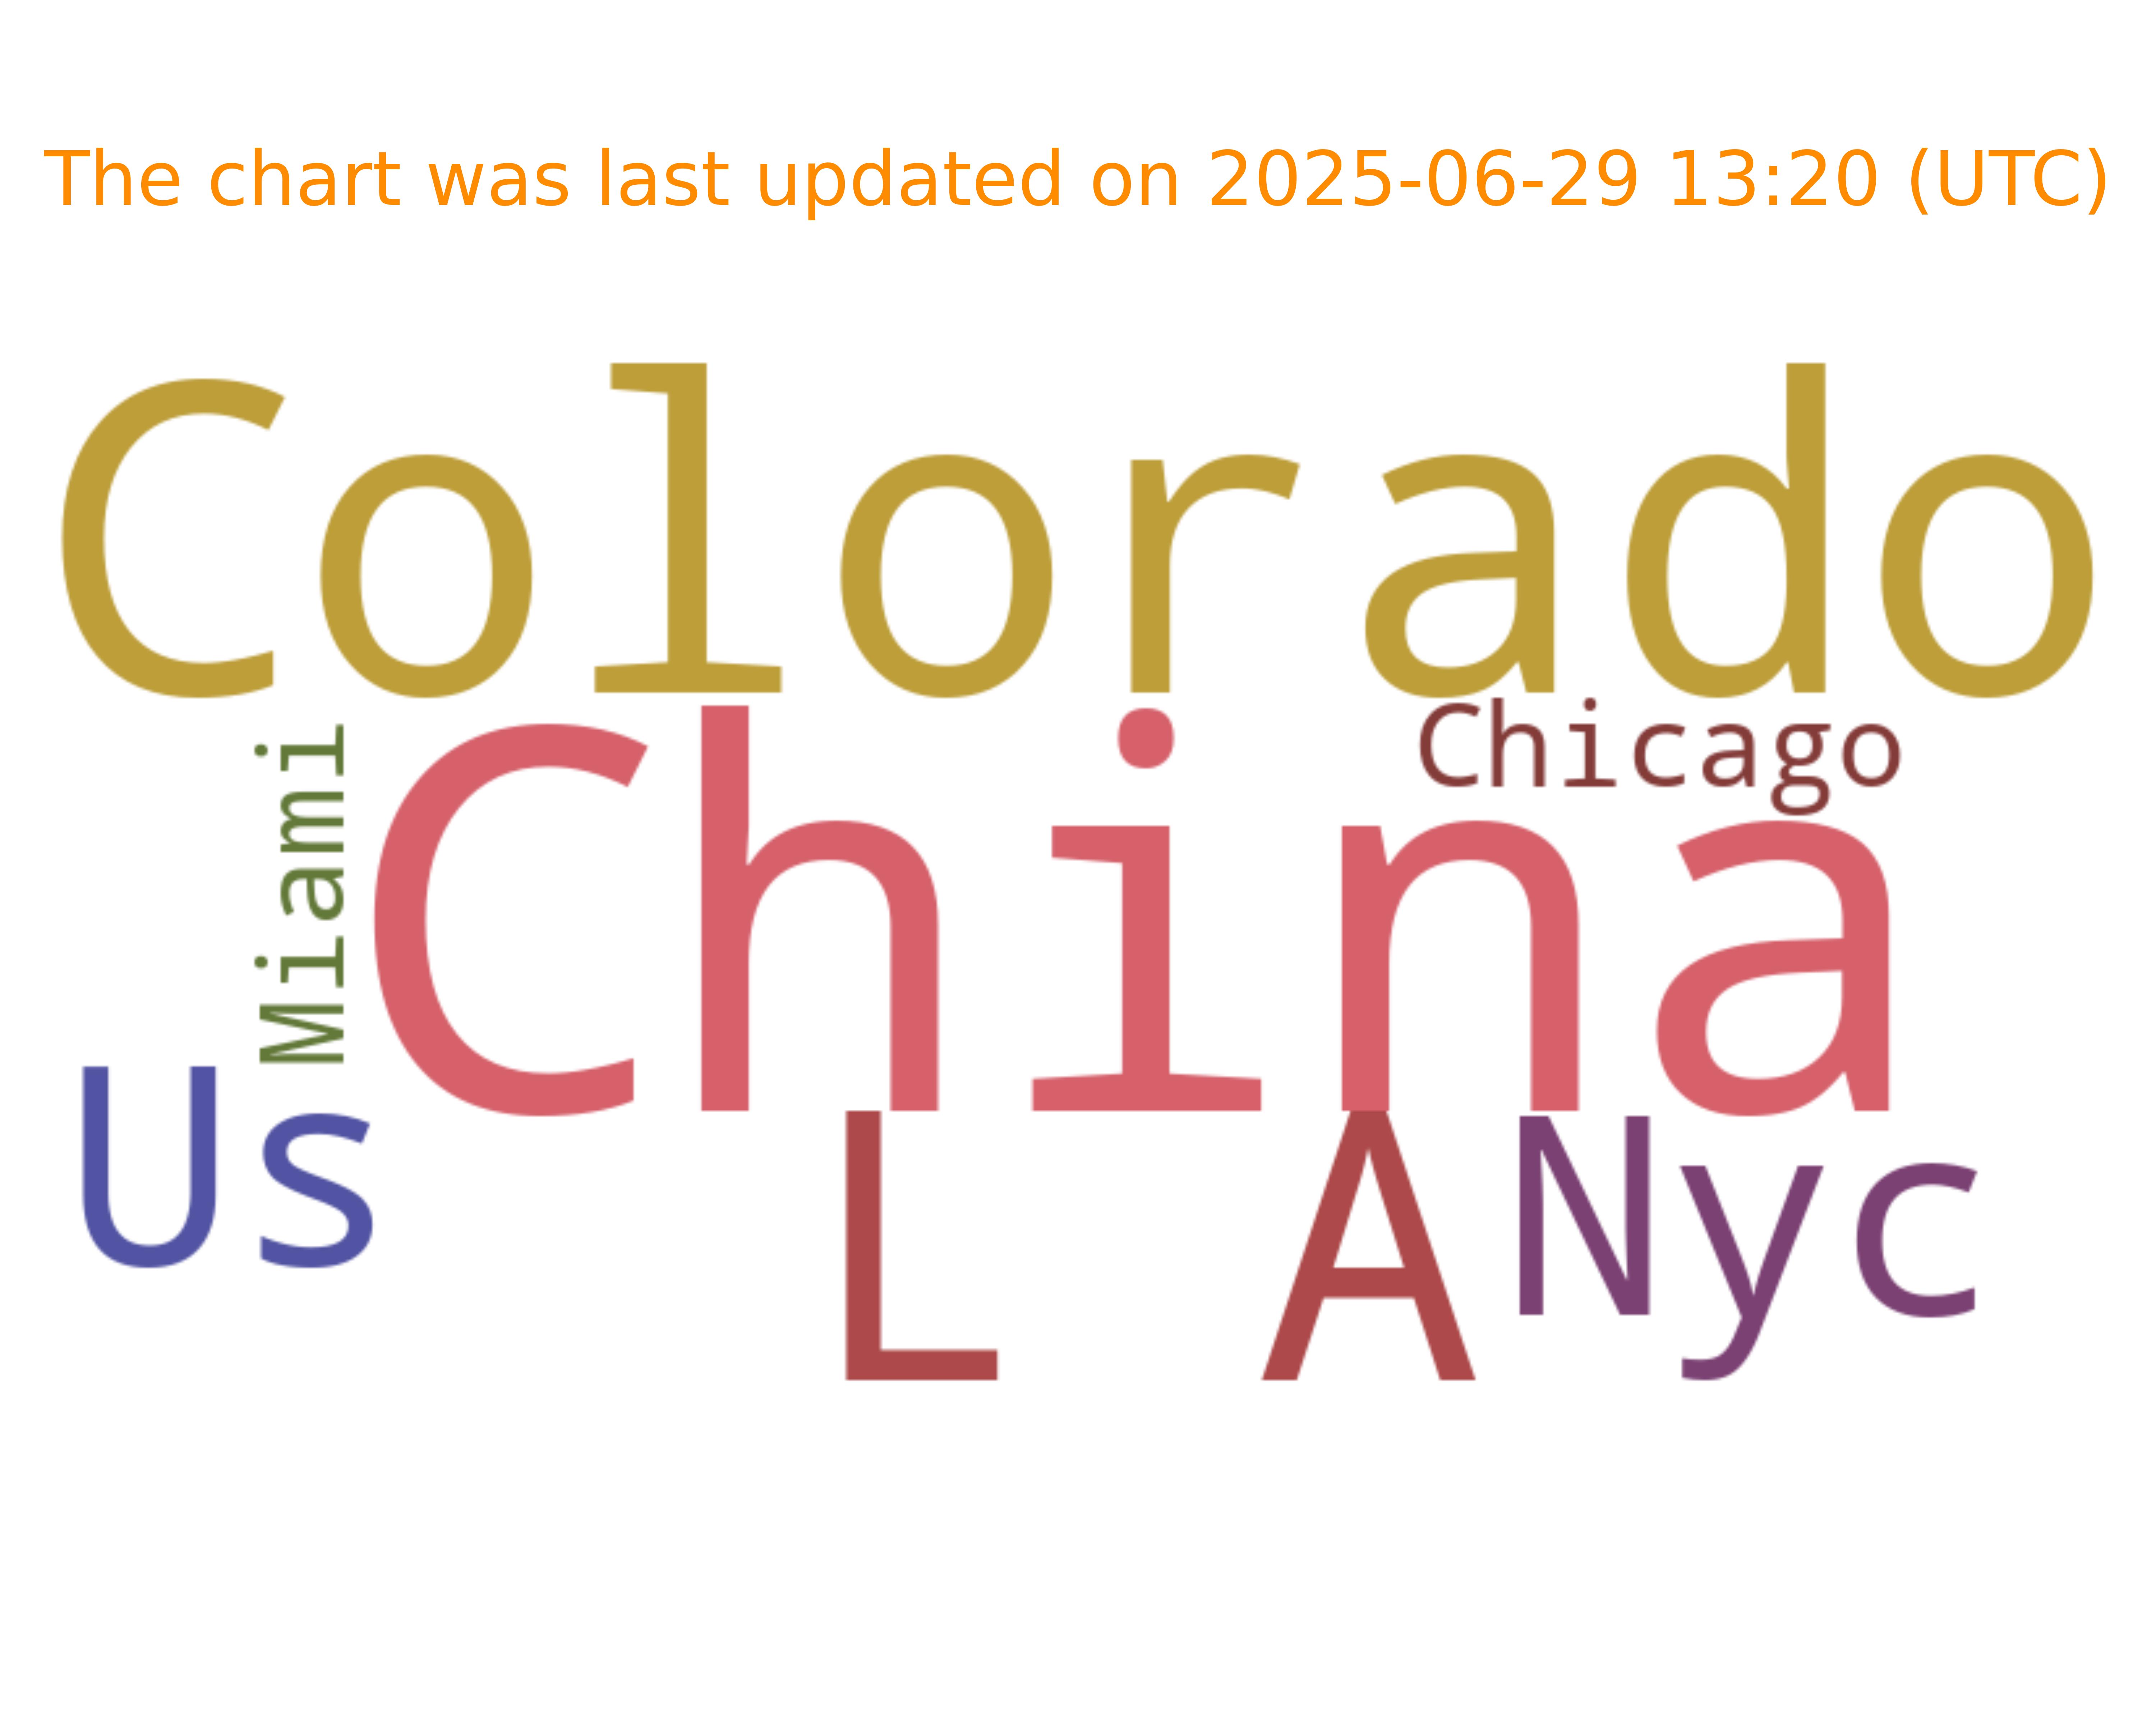 The chart was last updated on 2025-06-29 13:20 (UTC)
Colorado
Chicago
Miami
China
Us
L A
Nyc